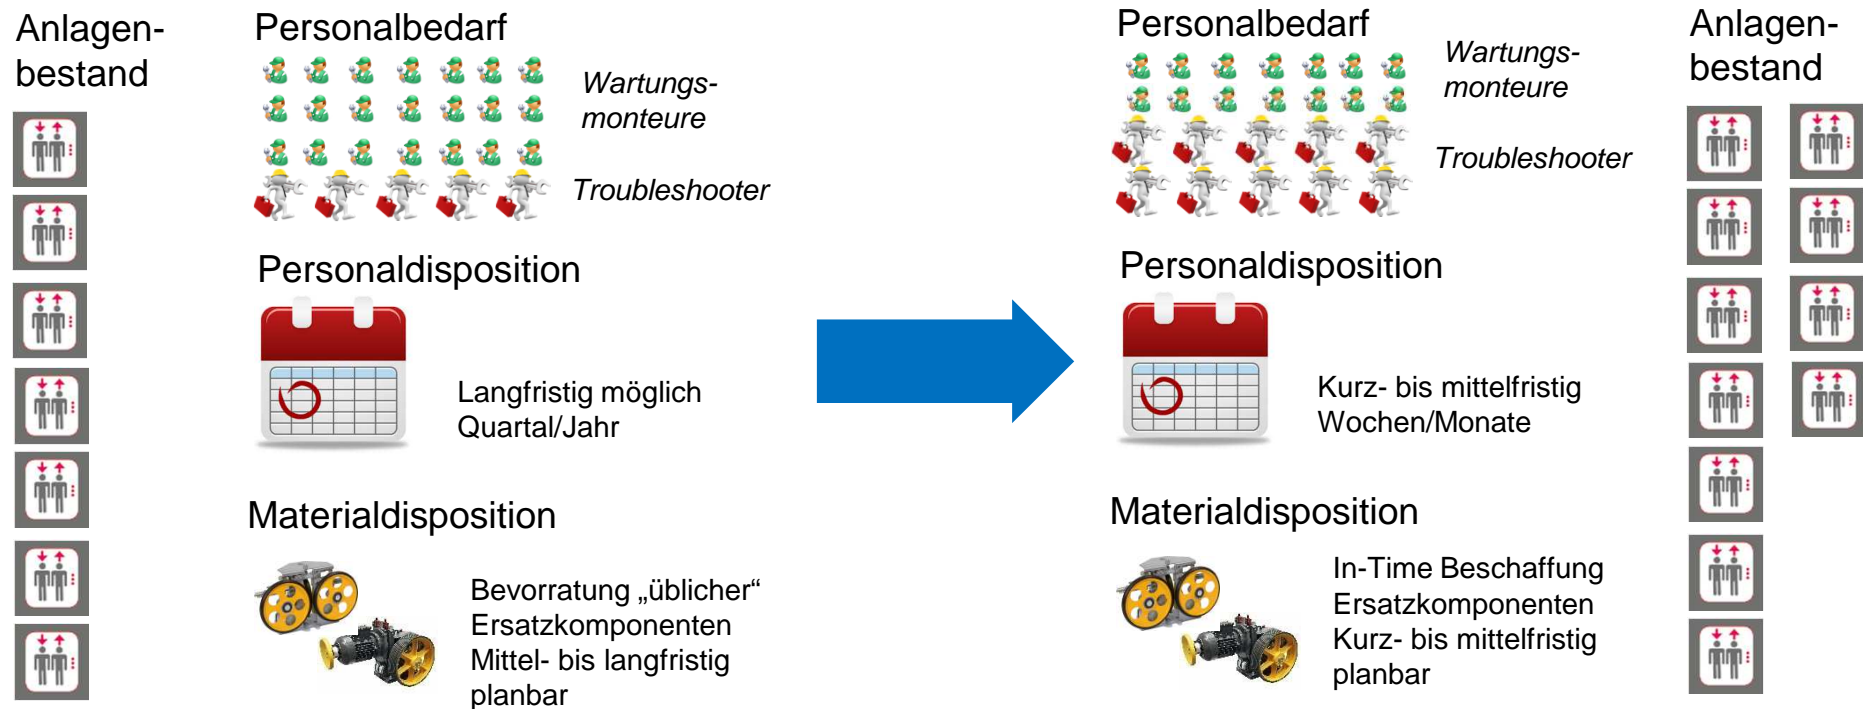 Anlagen-
bestand
Personalbedarf
Wartungs-
monteure
Troubleshooter
Personaldisposition
Langfristig möglich
Quartal/Jahr
Materialdisposition
Bevorratung „üblicher“
Ersatzkomponenten
Mittel- bis langfristig
planbar
Personalbedarf
Wartungs-
monteure
Troubleshooter
Personaldisposition
Kurz- bis mittelfristig
Wochen/Monate
Materialdisposition
In-Time Beschaffung
Ersatzkomponenten
Kurz- bis mittelfristig
planbar
Anlagen-
bestand